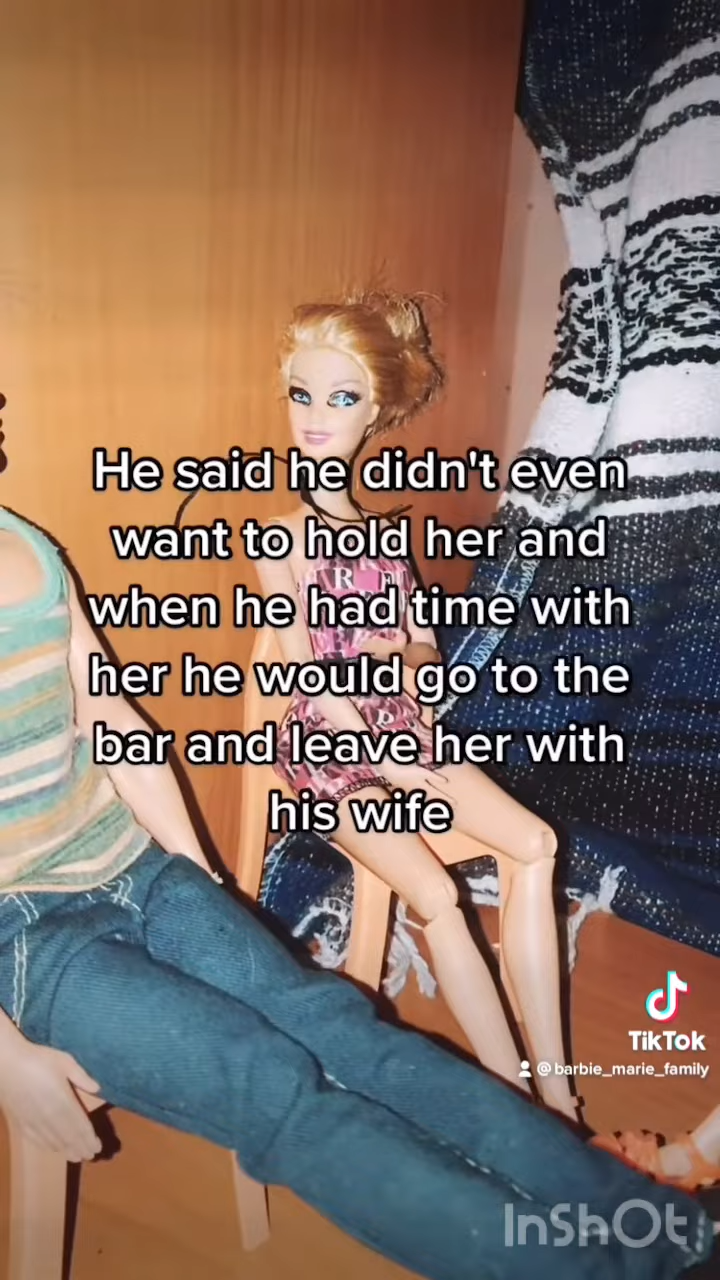 He said he didn't even
want to hold her and
when he had time with
her he would go to the
bar and leave her with
his wife
TikTok
@barbie_marie_family
InShOt